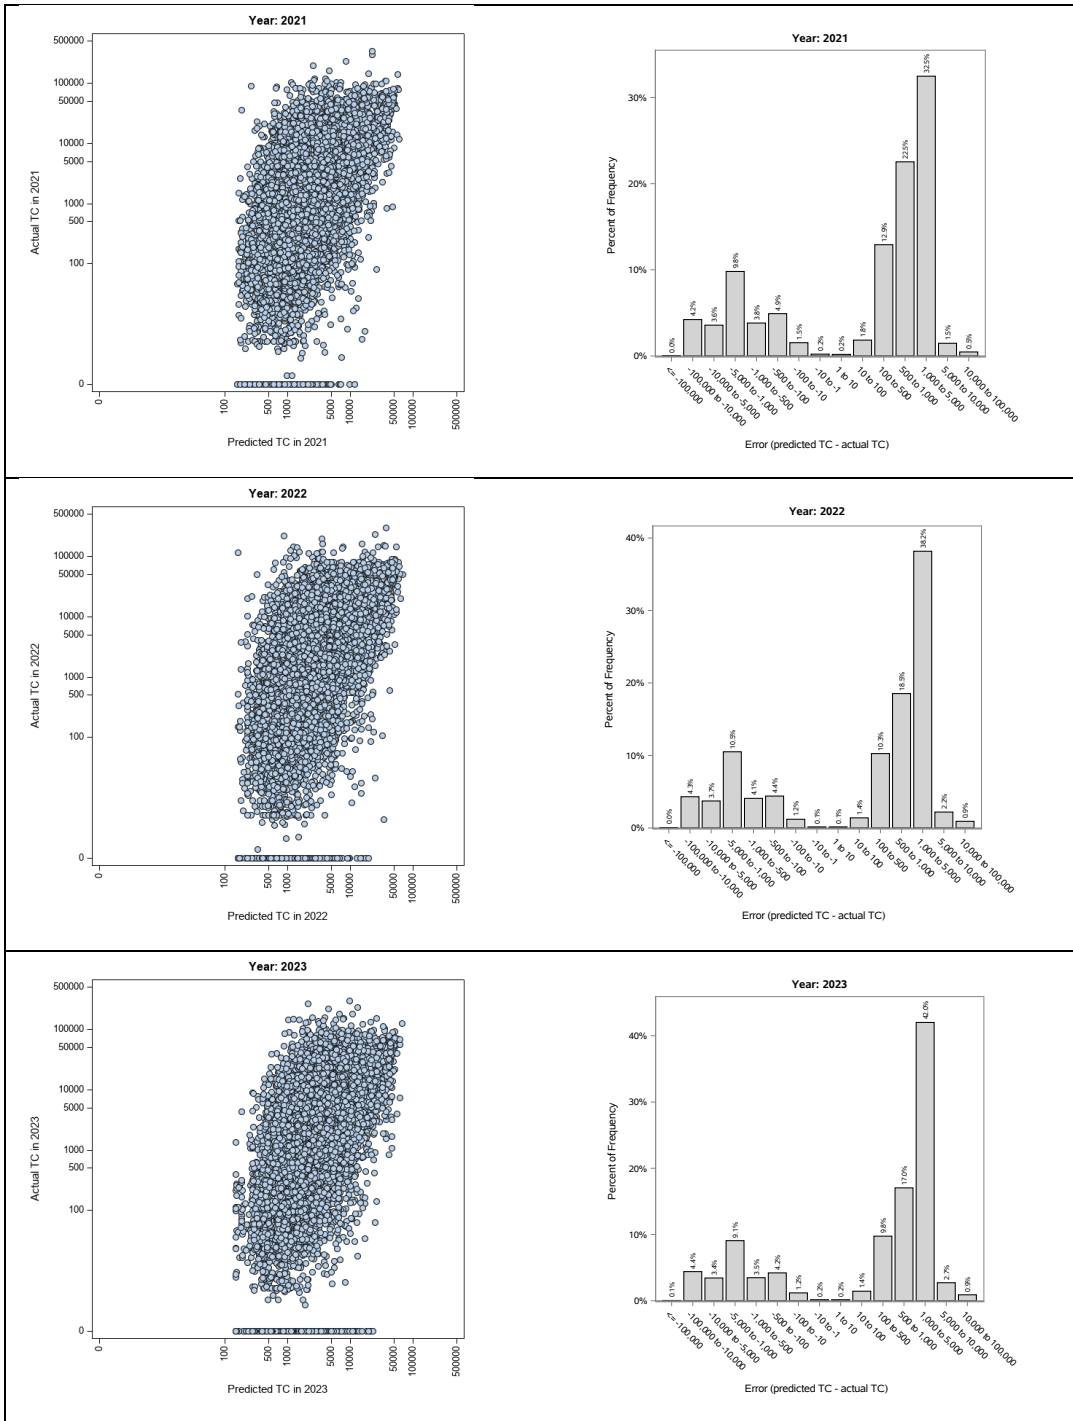 Year: 2021
500000
100000
50000
10000
5000
1000
500
100
0
Actual TC in 2021
0
100
500
1000
5000
10000
50000
100000
500000
Predicted TC in 2021
Year: 2021
30%
20%
10%
0%
Percent of Frequency
0.0%
4.2%
3.6%
9.8%
3.8%
4.9%
1.5%
0.2%
0.2%
1.8%
12.9%
22.5%
32.5%
1.5%
0.5%
<= -100,000
-100,000 to -10,000
-10,000 to -5,000
-5,000 to -1,000
-1,000 to -500
-500 to -100
-100 to -10
-10 to -1
1 to 10
10 to 100
100 to 500
500 to 1,000
1,000 to 5,000
5,000 to 10,000
10,000 to 100,000
Error (predicted TC - actual TC)
Year: 2022
500000
100000
50000
10000
5000
1000
500
100
0
Actual TC in 2022
0
100
500
1000
5000
10000
50000
100000
500000
Predicted TC in 2022
Year: 2022
40%
30%
20%
10%
0%
Percent of Frequency
0.0%
4.3%
3.7%
10.5%
4.1%
4.4%
1.2%
0.1%
0.1%
1.4%
10.3%
18.5%
38.2%
2.2%
0.9%
<= -100,000
-100,000 to -10,000
-10,000 to -5,000
-5,000 to -1,000
-1,000 to -500
-500 to -100
-100 to -10
-10 to -1
1 to 10
10 to 100
100 to 500
500 to 1,000
1,000 to 5,000
5,000 to 10,000
10,000 to 100,000
Error (predicted TC - actual TC)
Year: 2023
500000
100000
50000
10000
5000
1000
500
100
0
Actual TC in 2023
0
100
500
1000
5000
10000
50000
100000
500000
Predicted TC in 2023
Year: 2023
40%
30%
20%
10%
0%
Percent of Frequency
0.1%
4.4%
3.4%
9.1%
3.5%
4.2%
1.2%
0.2%
0.2%
1.4%
9.8%
17.0%
42.0%
2.7%
0.9%
<= -100,000
-100,000 to -10,000
-10,000 to -5,000
-5,000 to -1,000
-1,000 to -500
-500 to -100
-100 to -10
-10 to -1
1 to 10
10 to 100
100 to 500
500 to 1,000
1,000 to 5,000
5,000 to 10,000
10,000 to 100,000
Error (predicted TC - actual TC)